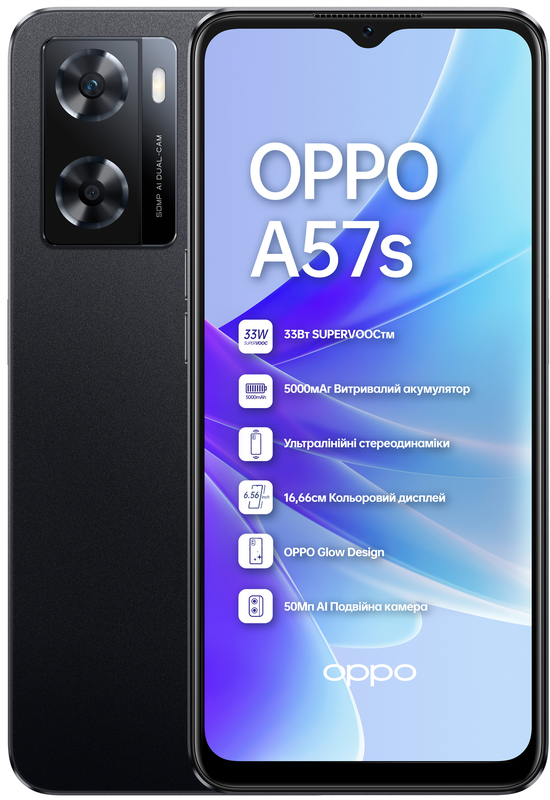 50MP AI DUAL-CAM
OPPO
A57s
33W
SUPERVOOC
33Вт SUPERVOOCтм
5000mAh
5000мАг Витривалий акумулятор
Ультралінійні стереодинаміки
6.56 inch
16,66см Кольоровий дисплей
OPPO Glow Design
50Мп AI Подвійна камера
oppo